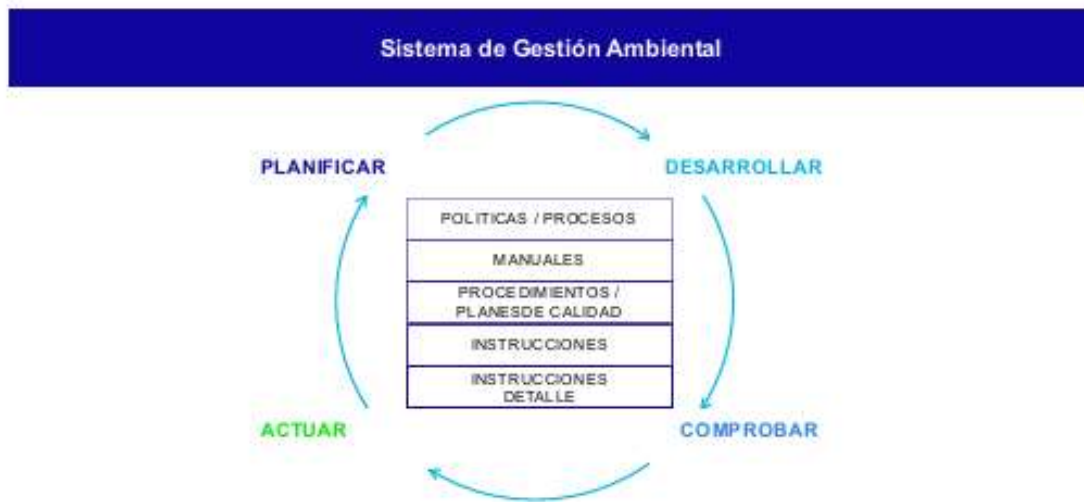 Sistema de Gestión Ambiental
PLANIFICAR
DESARROLLAR
POLITICAS / PROCESOS
MANUALES
PROCEDIMIENTOS /
PLANESDE CALIDAD
INSTRUCCIONES
INSTRUCCIONES
DETALLE
ACTUAR
COMPROBAR